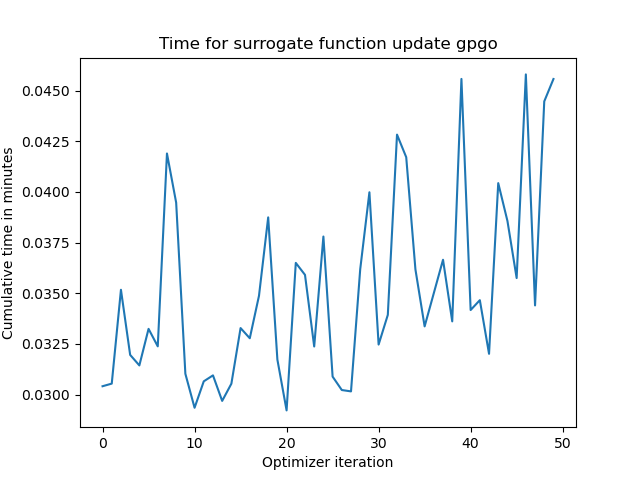 Time for surrogate function update gpgo
Cumulative time in minutes
0.0450
0.0425
0.0400
0.0375
0.0350
0.0325
0.0300
0 10 20 30 40 50
Optimizer iteration